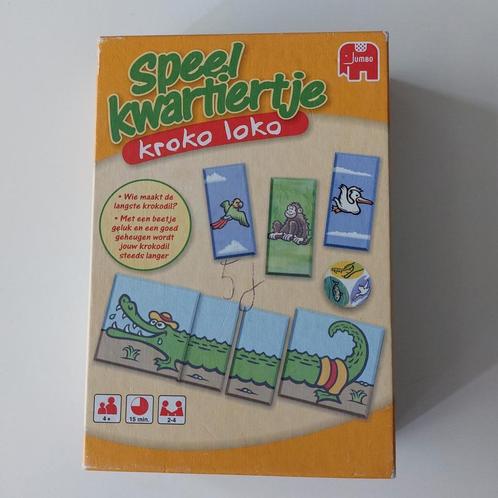 Speel
kwartiertje
kroko loko
Jumbo
• Wie maakt de
langste krokodil?
• Met een beetje
geluk en een goed
geheugen wordt
jouw krokodil
steeds langer
4+
15 min.
2-4